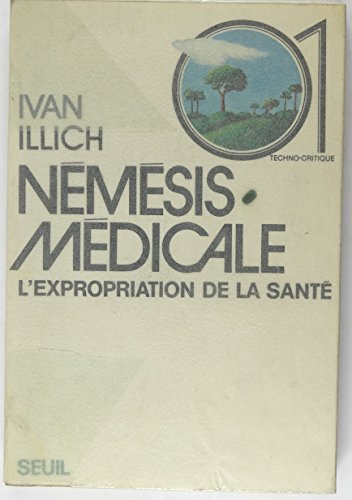 IVAN
ILLICH
01
TECHNO-CRITIQUE
NÉMÉSIS
MÉDICALE
L'EXPROPRIATION DE LA SANTÉ
SEUIL